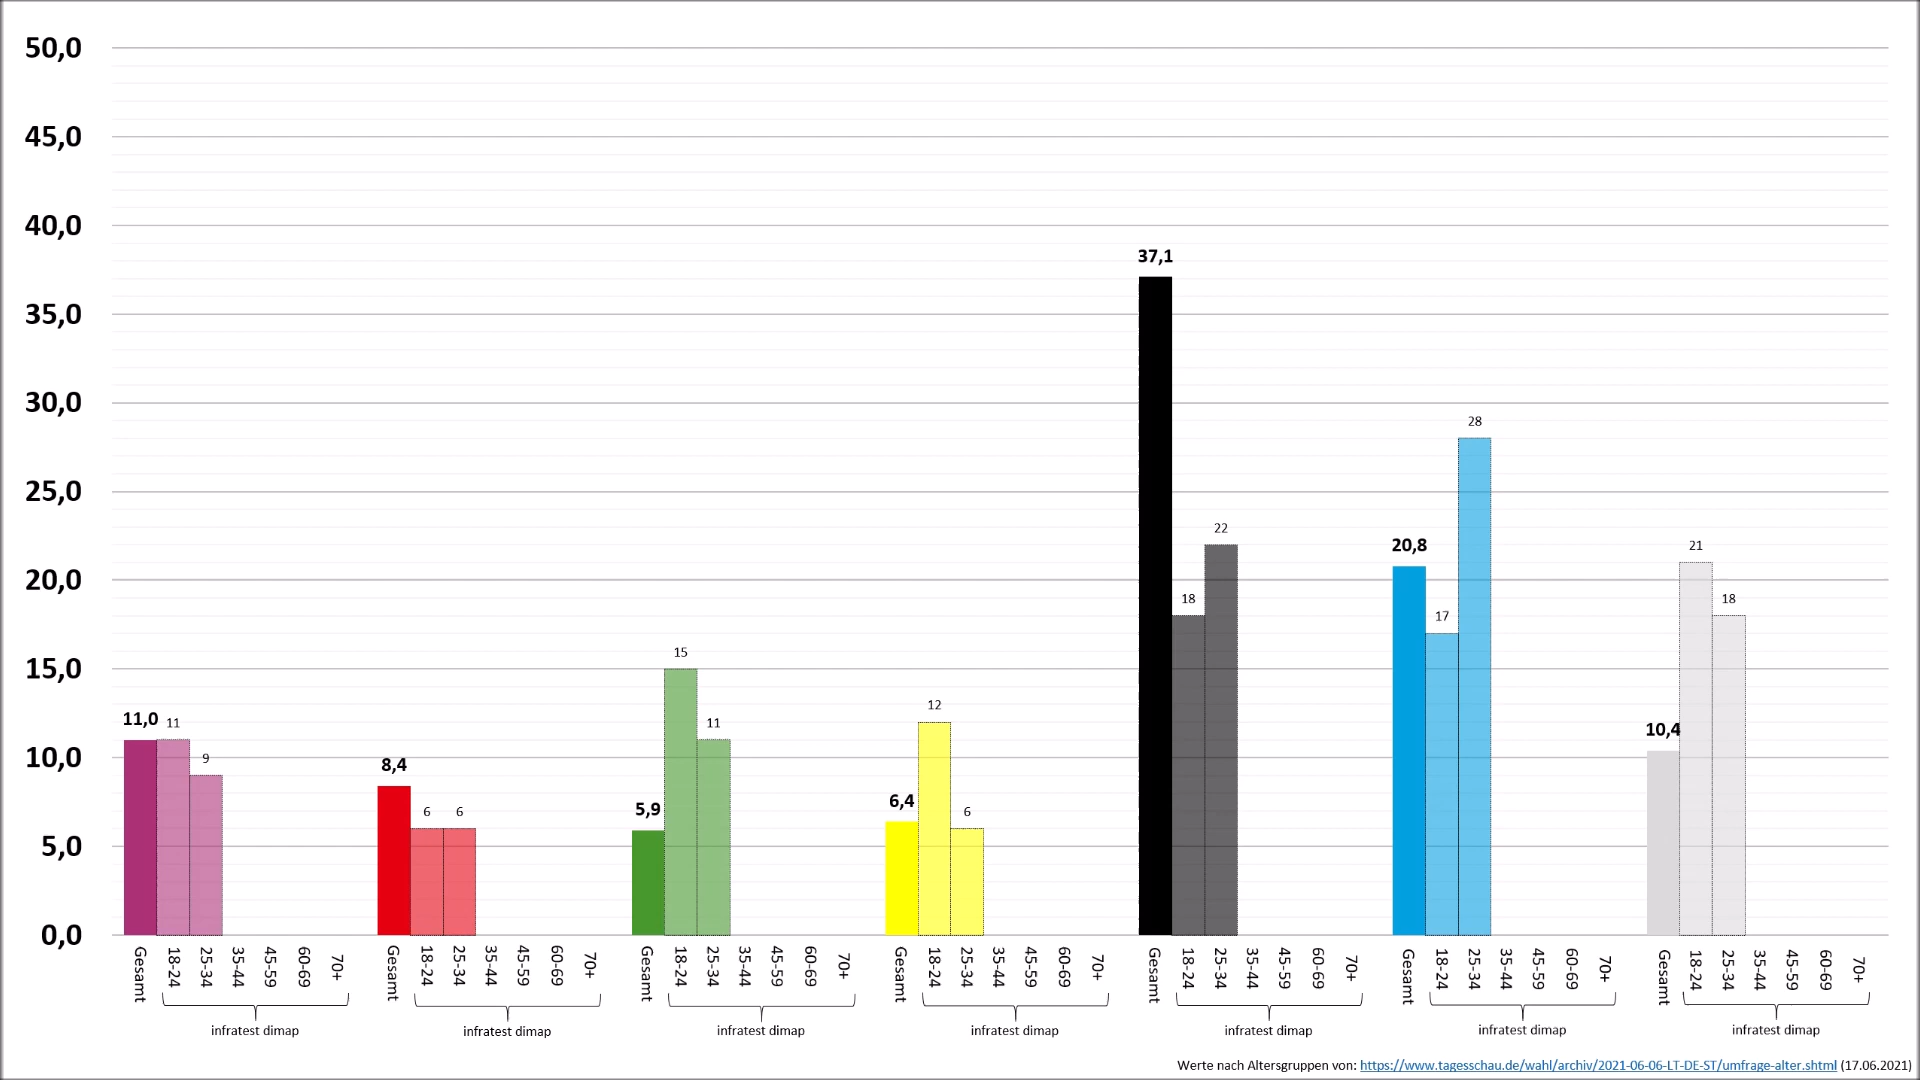 50,0
45,0
40,0
35,0
30,0
25,0
20,0
15,0
10,0
5,0
0,0
11,0 11 9
8,4 6 6
5,9 15 11
6,4 12 6
37,1 18 22
20,8 17 28
10,4 21 18
Gesamt 18-24 25-34 35-44 45-59 60-69 70+
infratest dimap
Gesamt 18-24 25-34 35-44 45-59 60-69 70+
infratest dimap
Gesamt 18-24 25-34 35-44 45-59 60-69 70+
infratest dimap
Gesamt 18-24 25-34 35-44 45-59 60-69 70+
infratest dimap
Gesamt 18-24 25-34 35-44 45-59 60-69 70+
infratest dimap
Gesamt 18-24 25-34 35-44 45-59 60-69 70+
infratest dimap
Gesamt 18-24 25-34 35-44 45-59 60-69 70+
infratest dimap
Werte nach Altersgruppen von: https://www.tagesschau.de/wahl/archiv/2021-06-06-LT-DE-ST/umfrage-alter.shtml (17.06.2021)